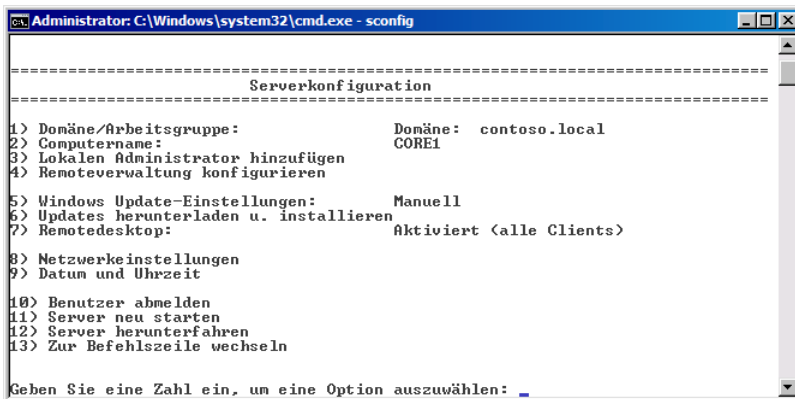 Administrator: C:\Windows\system32\cmd.exe - sconfig
===============================================================================
Serverkonfiguration
===============================================================================
1) Domäne/Arbeitsgruppe: Domäne: contoso.local
2) Computername: CORE1
3) Lokalen Administrator hinzufügen
4) Remoteverwaltung konfigurieren
5) Windows Update-Einstellungen: Manuell
6) Updates herunterladen u. installieren
7) Remotedesktop: Aktiviert (alle Clients)
8) Netzwerkeinstellungen
9) Datum und Uhrzeit
10) Benutzer abmelden
11) Server neu starten
12) Server herunterfahren
13) Zur Befehlszeile wechseln
Geben Sie eine Zahl ein, um eine Option auszuwählen: _